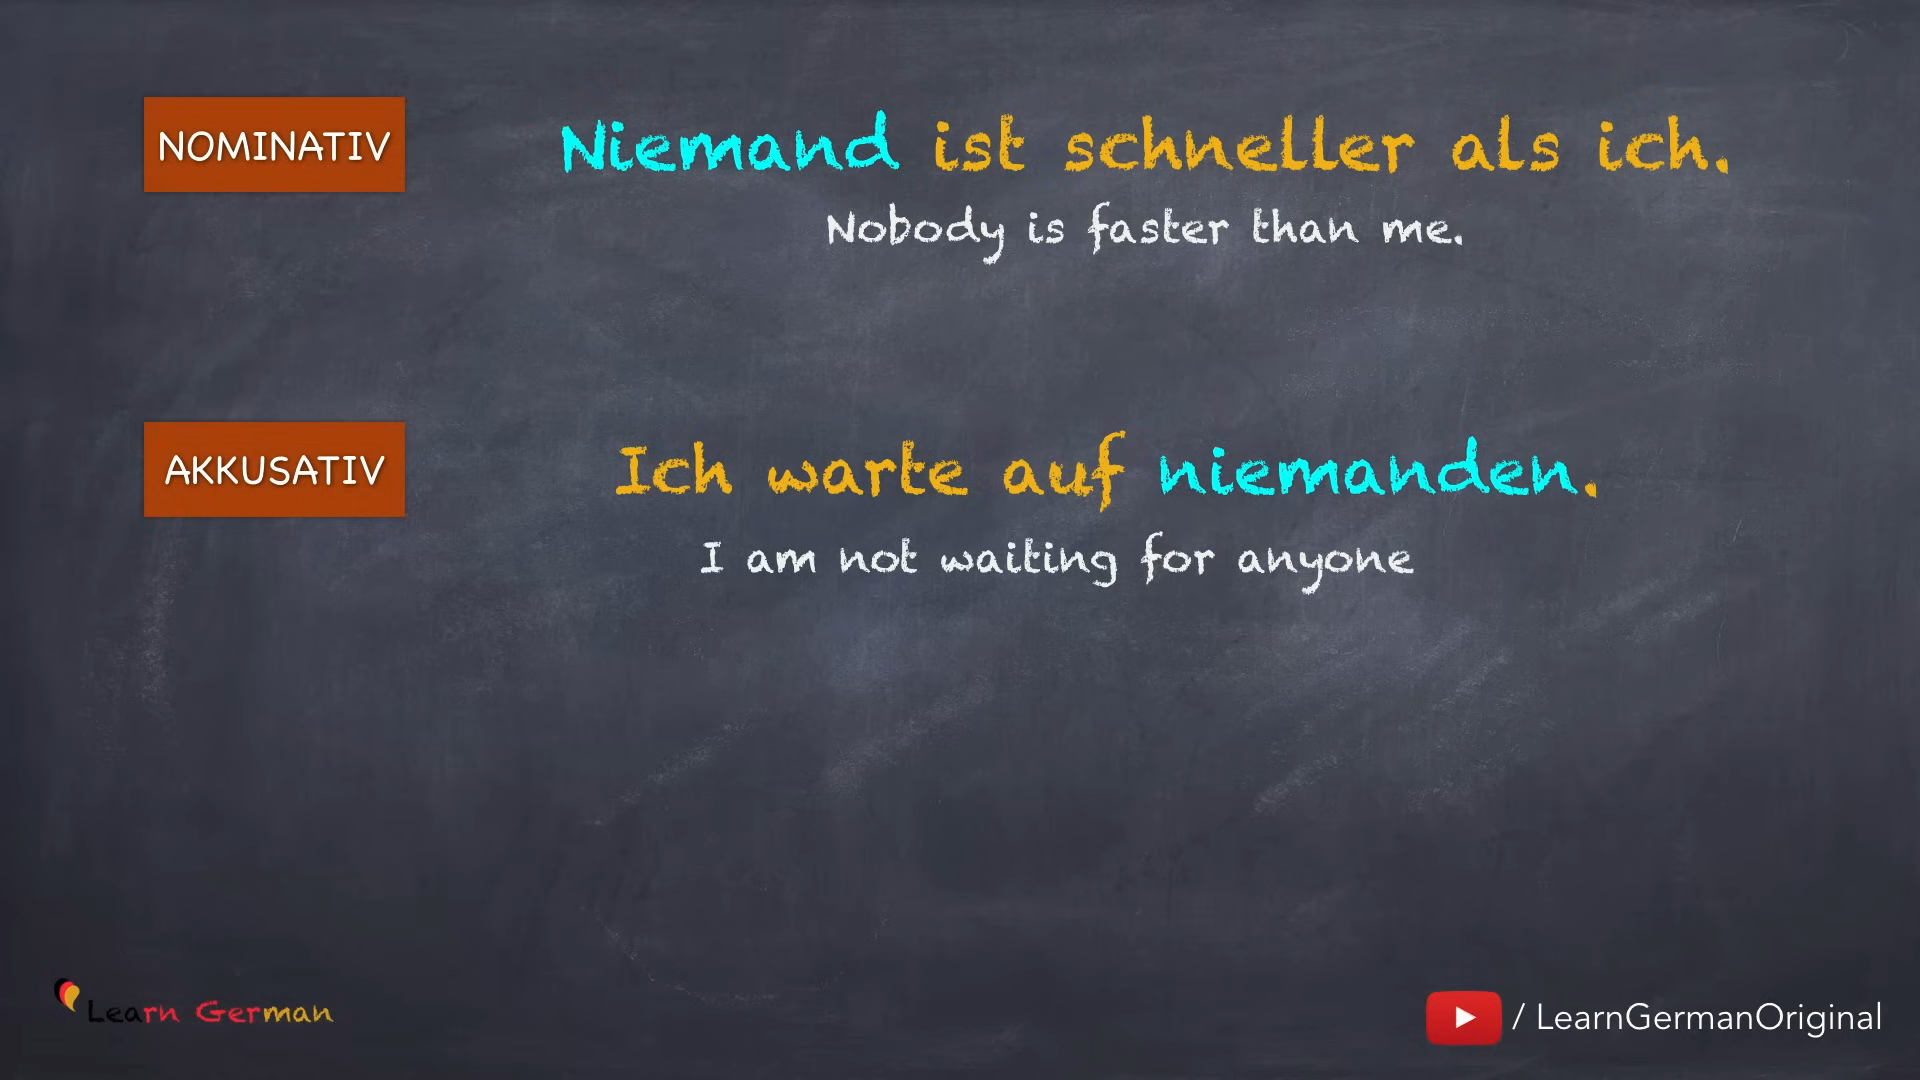 NOMINATIV
Niemand ist schneller als ich.
Nobody is faster than me.
AKKUSATIV
Ich warte auf niemanden.
I am not waiting for anyone
Learn German
/ LearnGermanOriginal